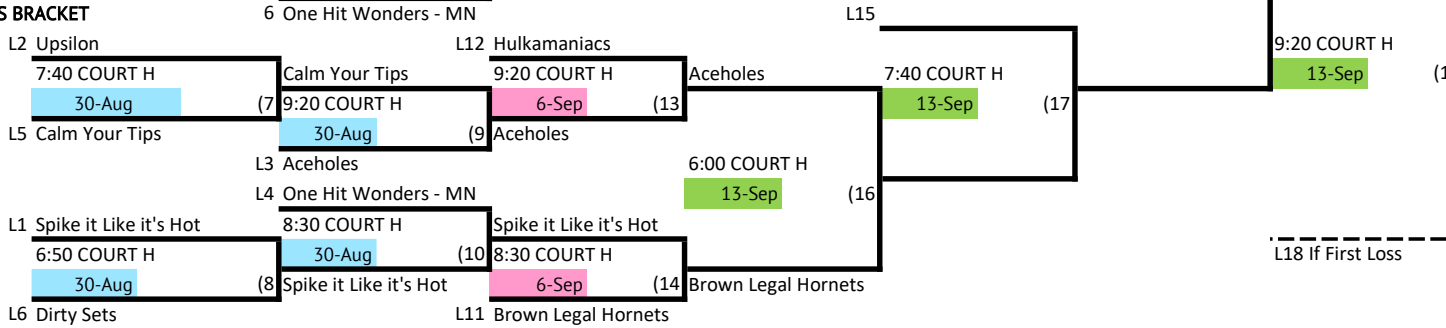 S BRACKET
6 One Hit Wonders - MN
L15
L2 Upsilon
L12 Hulkamaniacs
9:20 COURT H
7:40 COURT H
Calm Your Tips
9:20 COURT H
Aceholes
7:40 COURT H
13-Sep
(1
30-Aug
(7
9:20 COURT H
6-Sep
(13
13-Sep
(17
L5 Calm Your Tips
30-Aug
(9
Aceholes
L3 Aceholes
6:00 COURT H
L4 One Hit Wonders - MN
13-Sep
(16
L1 Spike it Like it's Hot
8:30 COURT H
Spike it Like it's Hot
6:50 COURT H
30-Aug
(10
8:30 COURT H
L18 If First Loss
30-Aug
(8
Spike it Like it's Hot
6-Sep
(14
Brown Legal Hornets
L6 Dirty Sets
L11 Brown Legal Hornets